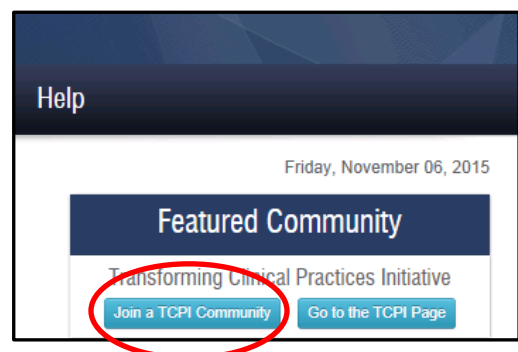 Help
Friday, November 06, 2015
Featured Community
Transforming Clinical Practices Initiative
Join a TCPI Community Go to the TCPI Page